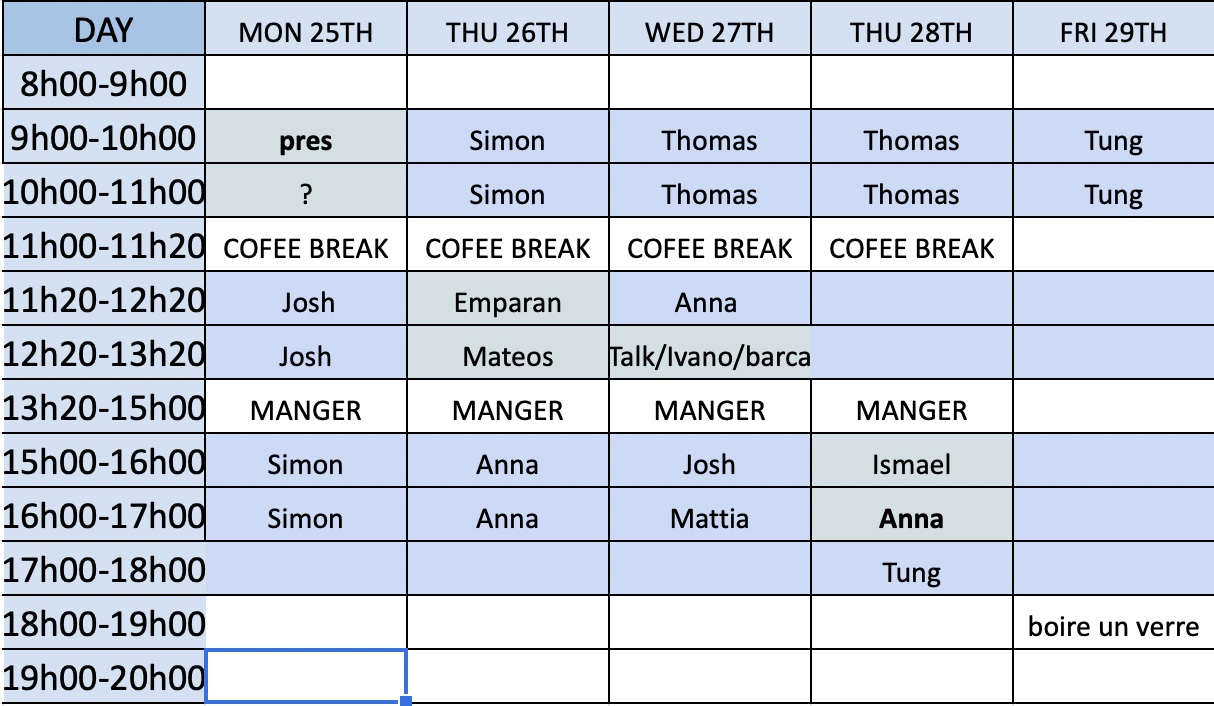 DAY MON 25TH THU 26TH WED 27TH THU 28TH FRI 29TH
8h00-9h00
9h00-10h00 pres Simon Thomas Thomas Tung
10h00-11h00 ? Simon Thomas Thomas Tung
11h00-11h20 COFEE BREAK COFEE BREAK COFEE BREAK COFEE BREAK
11h20-12h20 Josh Emparan Anna
12h20-13h20 Josh Mateos Talk/Ivano/barca
13h20-15h00 MANGER MANGER MANGER MANGER
15h00-16h00 Simon Anna Josh Ismael
16h00-17h00 Simon Anna Mattia Anna
17h00-18h00 Tung
18h00-19h00 boire un verre
19h00-20h00